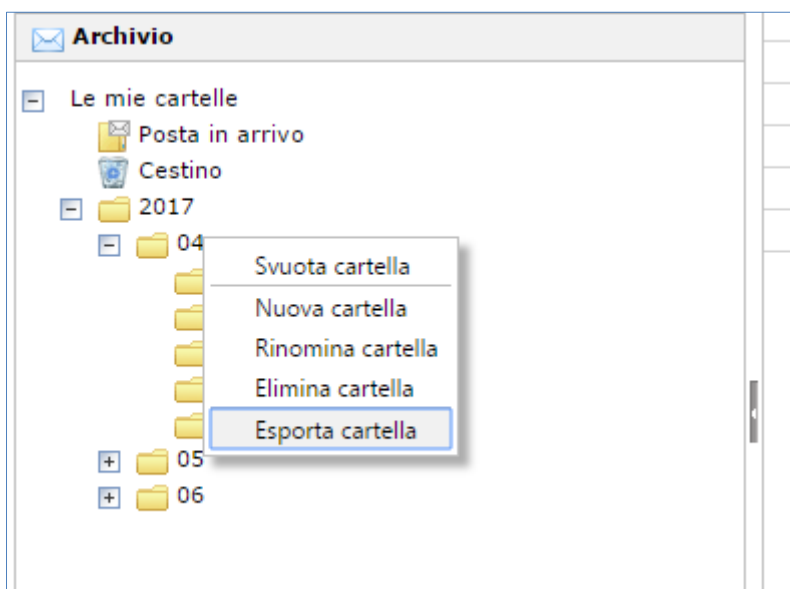 Archivio
Le mie cartelle
Posta in arrivo
Cestino
2017
04
Svuota cartella
Nuova cartella
Rinomina cartella
Elimina cartella
Esporta cartella
05
06